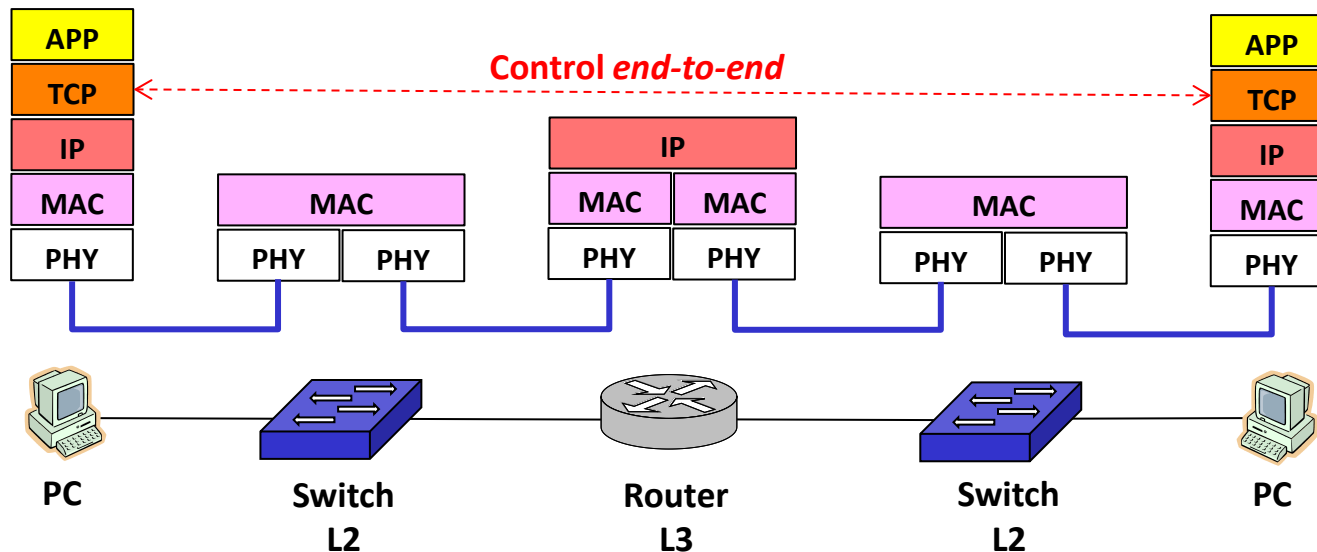 APP
TCP
IP
MAC
PHY
Control end-to-end
MAC
PHY PHY
IP
MAC MAC
PHY PHY
MAC
PHY PHY
APP
TCP
IP
MAC
PHY
PC
Switch
L2
Router
L3
Switch
L2
PC